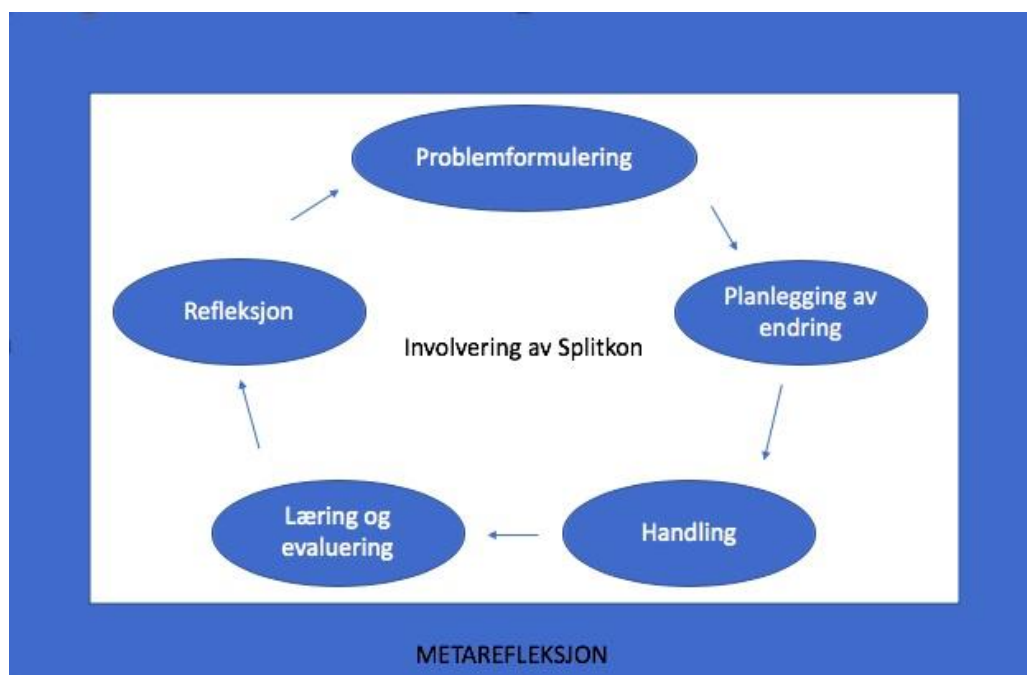 Problemformulering
Planlegging av
endring
Refleksjon
Involvering av Splitkon
Læring og
evaluering
Handling
METAREFLEKSJON